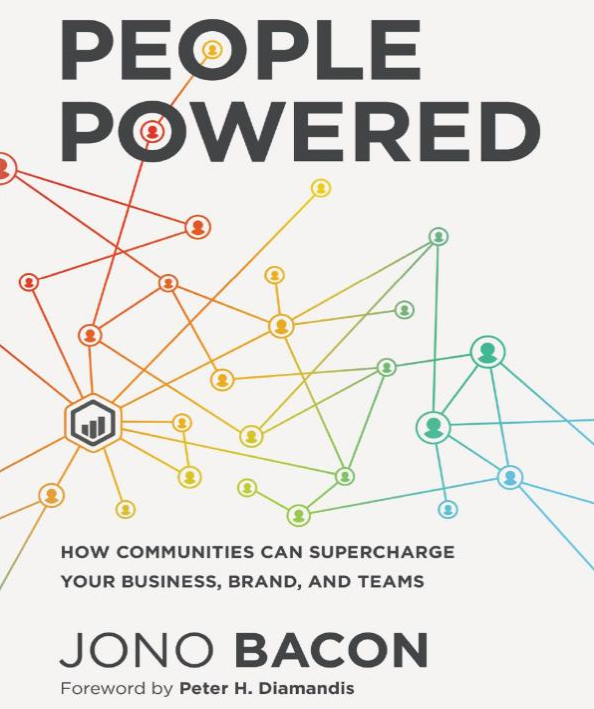 PEOPLE
POWERED
HOW COMMUNITIES CAN SUPERCHARGE
YOUR BUSINESS, BRAND, AND TEAMS
JONO BACON
Foreword by Peter H. Diamandis